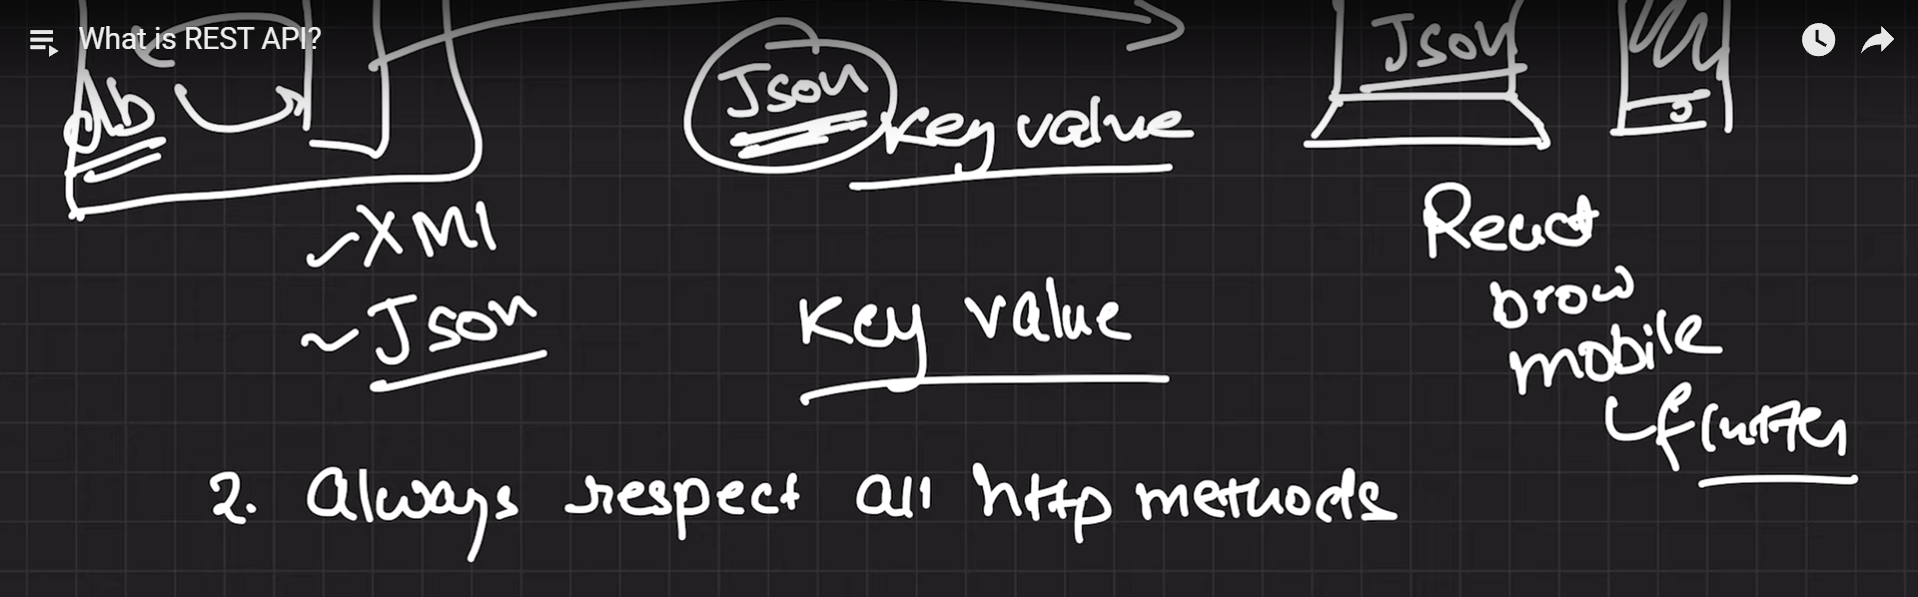 What is REST API?
Json
Json
db
key value
XMl
React
Json
key value
brow
mobile
flutter
2. Always respect all http methods